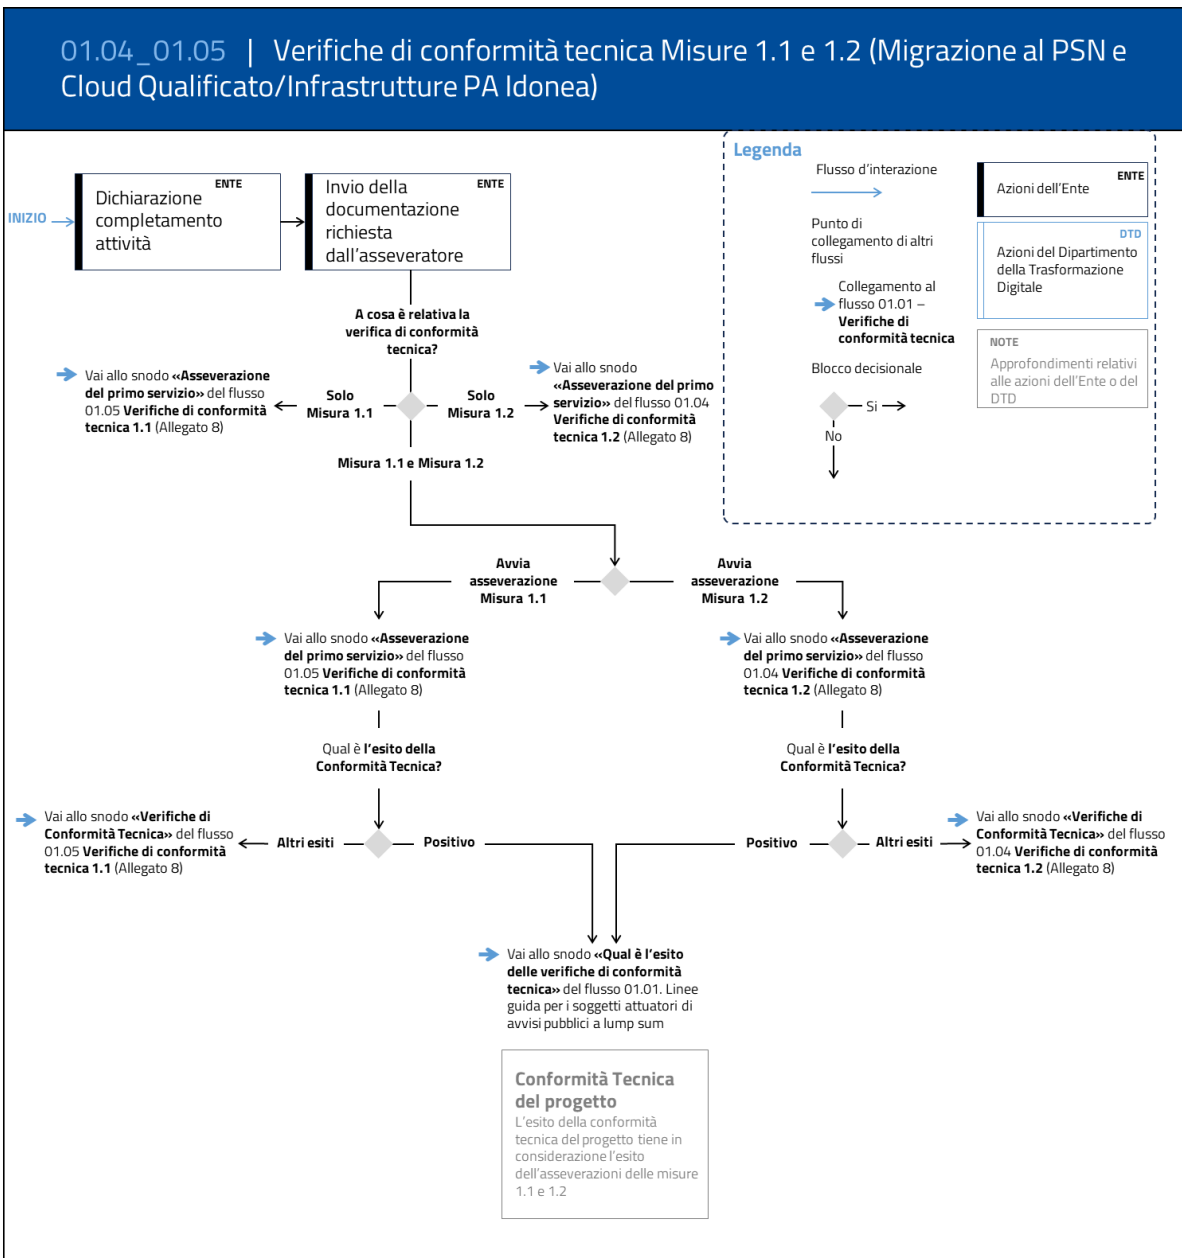 01.04_01.05 | Verifiche di conformità tecnica Misure 1.1 e 1.2 (Migrazione al PSN e
Cloud Qualificato/Infrastrutture PA Idonea)
INIZIO
ENTE
Dichiarazione
completamento
attività
ENTE
Invio della
documentazione
richiesta
dall’asseveratore
Legenda
Flusso d’interazione
Punto di
collegamento di altri
flussi
Collegamento al
flusso 01.01 –
Verifiche di
conformità tecnica
Blocco decisionale
Si
No
ENTE
Azioni dell’Ente
DTD
Azioni del Dipartimento
della Trasformazione
Digitale
NOTE
Approfondimenti relativi
alle azioni dell’Ente o del
DTD
A cosa è relativa la
verifica di conformità
tecnica?
Vai allo snodo «Asseverazione
del primo servizio» del flusso
01.05 Verifiche di conformità
tecnica 1.1 (Allegato 8)
Solo
Misura 1.1
Solo
Misura 1.2
Vai allo snodo
«Asseverazione del primo
servizio» del flusso 01.04
Verifiche di conformità
tecnica 1.2 (Allegato 8)
Misura 1.1 e Misura 1.2
Avvia
asseverazione
Misura 1.1
Avvia
asseverazione
Misura 1.2
Vai allo snodo «Asseverazione
del primo servizio» del flusso
01.05 Verifiche di conformità
tecnica 1.1 (Allegato 8)
Vai allo snodo «Asseverazione
del primo servizio» del flusso
01.04 Verifiche di conformità
tecnica 1.2 (Allegato 8)
Qual è l’esito della
Conformità Tecnica?
Qual è l’esito della
Conformità Tecnica?
Vai allo snodo «Verifiche di
Conformità Tecnica» del flusso
01.05 Verifiche di conformità
tecnica 1.1 (Allegato 8)
Altri esiti
Positivo
Positivo
Altri esiti
Vai allo snodo «Verifiche di
Conformità Tecnica» del flusso
01.04 Verifiche di conformità
tecnica 1.2 (Allegato 8)
Vai allo snodo «Qual è l’esito
delle verifiche di conformità
tecnica» del flusso 01.01. Linee
guida per i soggetti attuatori di
avvisi pubblici a lump sum
Conformità Tecnica
del progetto
L’esito della conformità
tecnica del progetto tiene in
considerazione l’esito
dell’asseverazioni delle misure
1.1 e 1.2